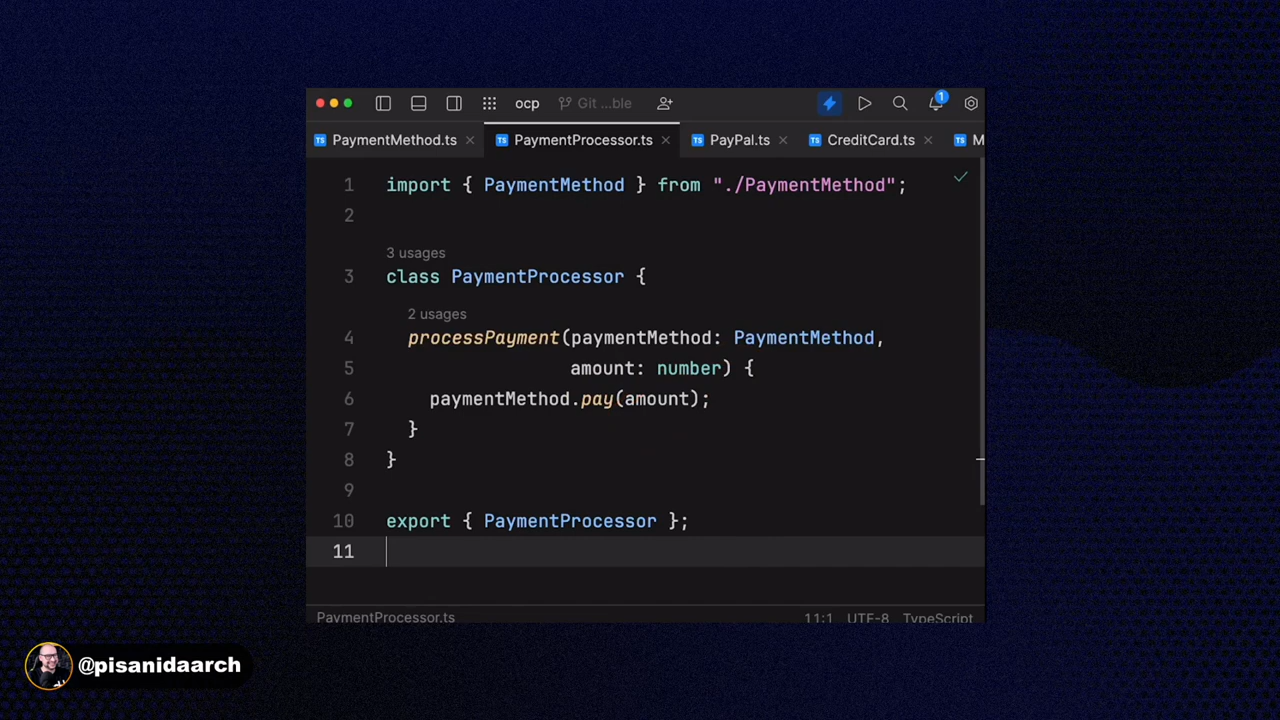 ocp Git ...ble 1
PaymentMethod.ts PaymentProcessor.ts PayPal.ts CreditCard.ts M
1 import { PaymentMethod } from "./PaymentMethod";
2
3 usages
3 class PaymentProcessor {
2 usages
4 processPayment(paymentMethod: PaymentMethod,
5 amount: number) {
6 paymentMethod.pay(amount);
7 }
8 }
9
10 export { PaymentProcessor };
11
PaymentProcessor.ts 11:1 UTF-8 TypeScript
@pisanidaarch